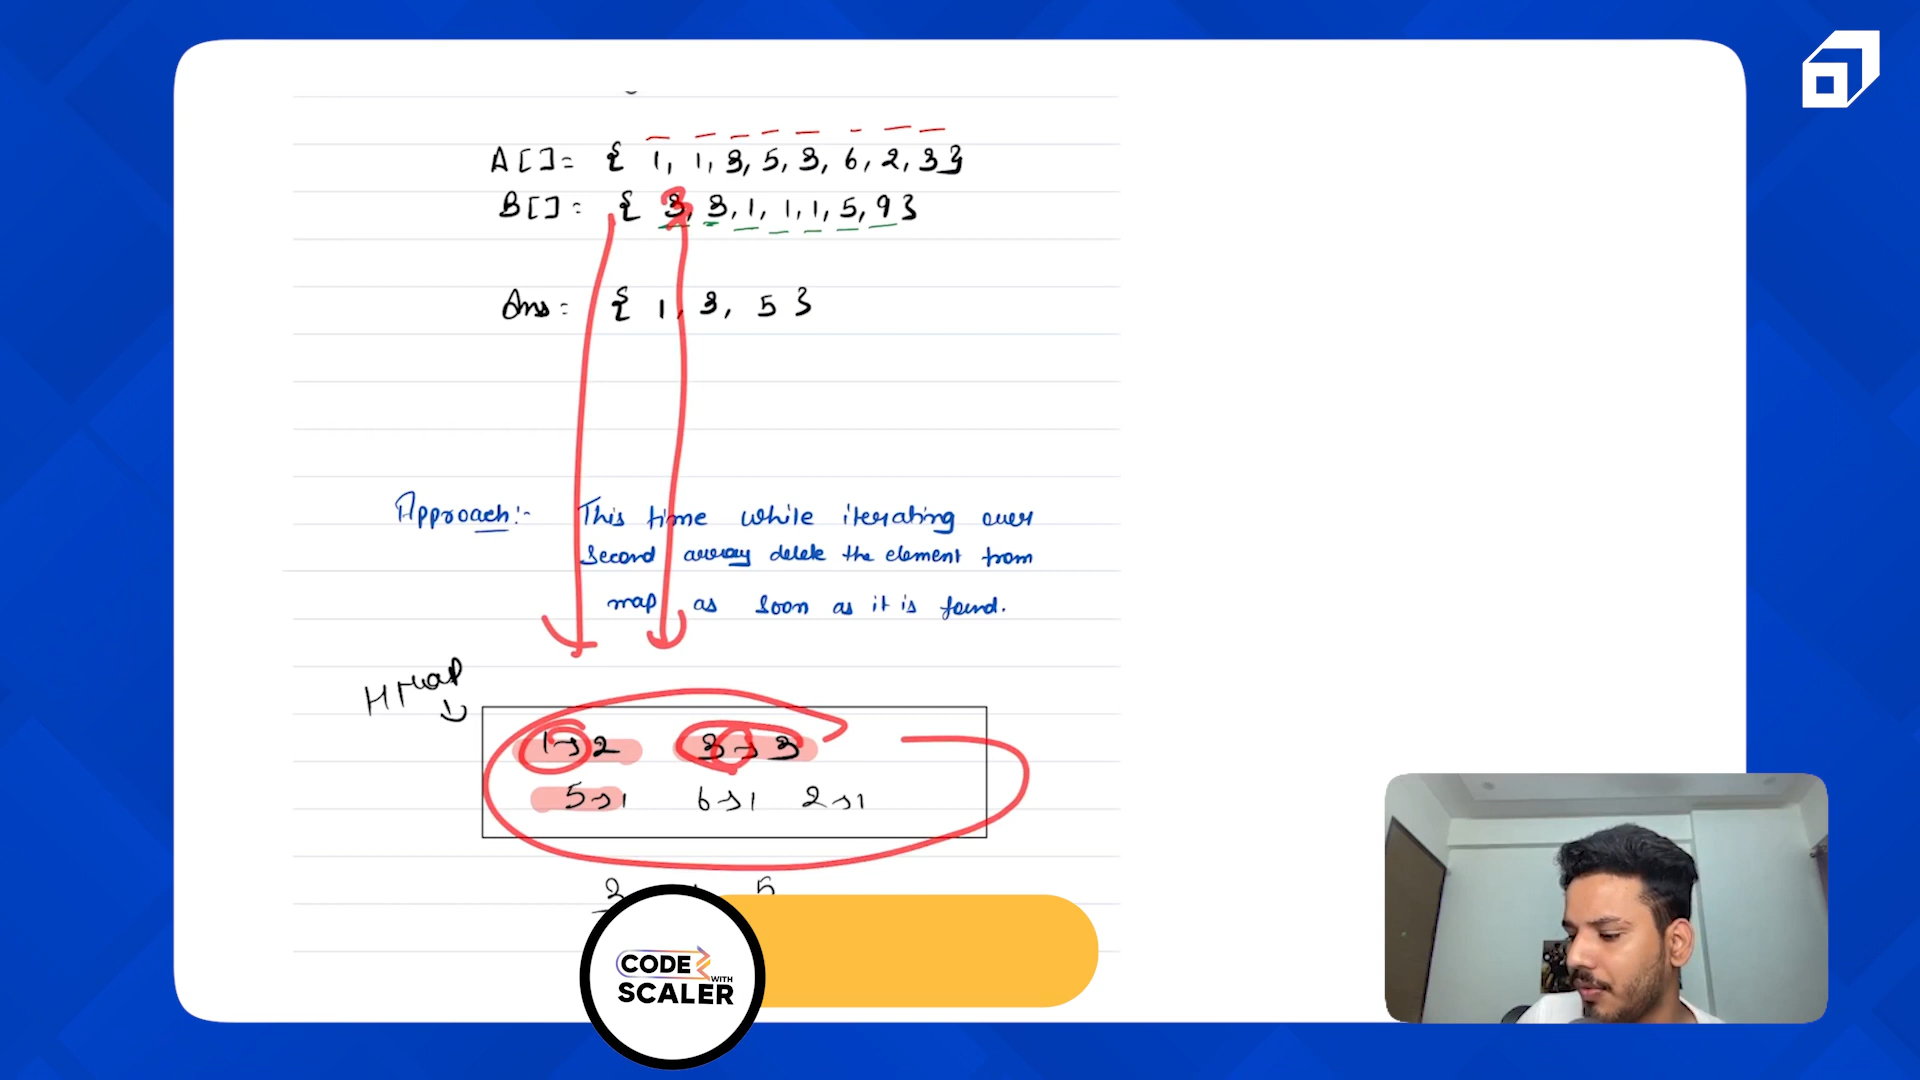 A[]= { 1, 1, 3, 5, 3, 6, 2, 3}
B[]= { 3, 3, 1, 1, 1, 5, 9 }
Ans= { 1, 3, 5 }
Approach:- This time while iterating over
second array delete the element from
map as soon as it is found.
HMap
1→2 3→3
5→1 6→1 2→1
3 5
CODE WITH
SCALER